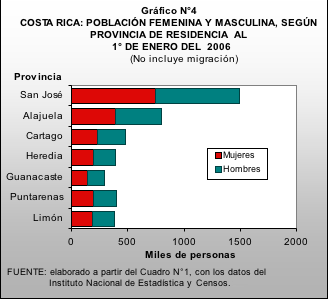 Gráfico N°4
COSTA RICA: POBLACIÓN FEMENINA Y MASCULINA, SEGÚN
PROVINCIA DE RESIDENCIA AL
1° DE ENERO DEL 2006
(No incluye migración)
Provincia
San José
Alajuela
Cartago
Heredia
Guanacaste
Puntarenas
Limón
Mujeres
Hombres
0 500 1000 1500 2000
Miles de personas
FUENTE: elaborado a partir del Cuadro N°1, con los datos del
Instituto Nacional de Estadística y Censos.